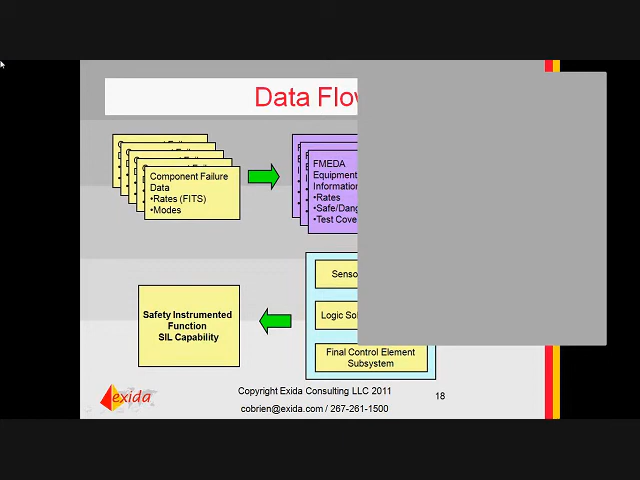 Data Flow
Component Failure
Data
•Rates (FITS)
•Modes
FMEDA
Equipment
Information
•Rates
•Safe/Dang
•Test Cove
Senso
Logic Sol
Final Control Element
Subsystem
Safety Instrumented
Function
SIL Capability
exida
Copyright Exida Consulting LLC 2011
cobrien@exida.com / 267-261-1500
18